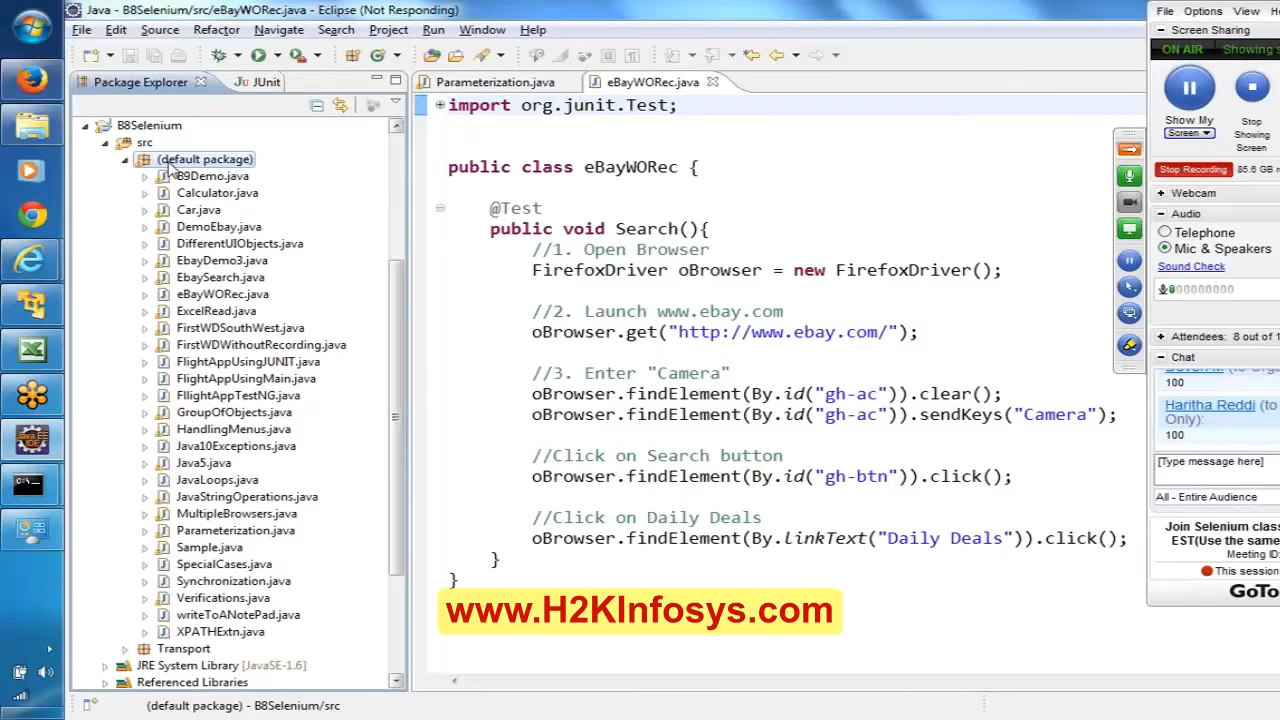 Java - B8Selenium/src/eBayWORec.java - Eclipse (Not Responding)
File Edit Source Refactor Navigate Search Project Run Window Help
Package Explorer JUnit
B8Selenium
src
(default package)
B9Demo.java
Calculator.java
Car.java
DemoEbay.java
DifferentUIObjects.java
EbayDemo3.java
EbaySearch.java
eBayWORec.java
ExcelRead.java
FirstWDSouthWest.java
FirstWDWithoutRecording.java
FlightAppUsingJUNIT.java
FlightAppUsingMain.java
FllightAppTestNG.java
GroupOfObjects.java
HandlingMenus.java
Java10Exceptions.java
Java5.java
JavaLoops.java
JavaStringOperations.java
MultipleBrowsers.java
Parameterization.java
Sample.java
SpecialCases.java
Synchronization.java
Verifications.java
writeToANotePad.java
XPATHExtn.java
Transport
JRE System Library [JavaSE-1.6]
Referenced Libraries
(default package) - B8Selenium/src
Parameterization.java eBayWORec.java
import org.junit.Test;
public class eBayWORec {
@Test
public void Search(){
//1. Open Browser
FirefoxDriver oBrowser = new FirefoxDriver();
//2. Launch www.ebay.com
oBrowser.get("http://www.ebay.com/");
//3. Enter "Camera"
oBrowser.findElement(By.id("gh-ac")).clear();
oBrowser.findElement(By.id("gh-ac")).sendKeys("Camera");
//Click on Search button
oBrowser.findElement(By.id("gh-btn")).click();
//Click on Daily Deals
oBrowser.findElement(By.linkText("Daily Deals")).click();
}
}
www.H2KInfosys.com
File Options View
Screen Sharing
ON AIR Showing
Show My
Screen
Stop
Showing
Screen
Stop Recording 85.6 GB
Webcam
Audio
Telephone
Mic & Speakers
Sound Check
Attendees: 8 out of
Chat
100
Haritha Reddi (to
Only):
100
[Type message here]
All - Entire Audience
Join Selenium class
EST(Use the same
Meeting ID:
This session
GoTo